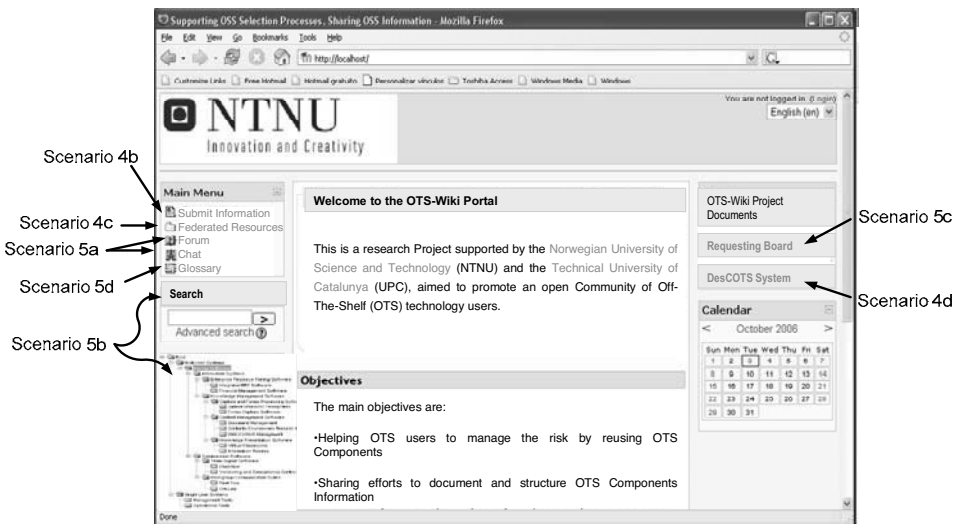 Supporting OSS Selection Processes, Sharing OSS Information - Mozilla Firefox
File Edit View Go Bookmarks Tools Help
http://localhost/
Customize Links Free Hotmail Hotmail gratuito Personalizar vínculos Toshiba Access Windows Media Windows
You are not logged in. (Login)
English (en)
NTNU
Innovation and Creativity
Scenario 4b
Scenario 4c
Scenario 5a
Scenario 5d
Scenario 5b
Main Menu
Submit Information
Federated Resources
Forum
Chat
Glossary
Search
>
Advanced search
Welcome to the OTS-Wiki Portal
This is a research Project supported by the Norwegian University of
Science and Technology (NTNU) and the Technical University of
Catalunya (UPC), aimed to promote an open Community of Off-
The-Shelf (OTS) technology users.
Objectives
The main objectives are:
•Helping OTS users to manage the risk by reusing OTS
Components
•Sharing efforts to document and structure OTS Components
Information
OTS-Wiki Project
Documents
Requesting Board
DesCOTS System
Scenario 5c
Scenario 4d
Calendar
< October 2006 >
Sun Mon Tue Wed Thu Fri Sat
1 2 3 4 5 6 7
8 9 10 11 12 13 14
15 16 17 18 19 20 21
22 23 24 25 26 27 28
29 30 31
Done